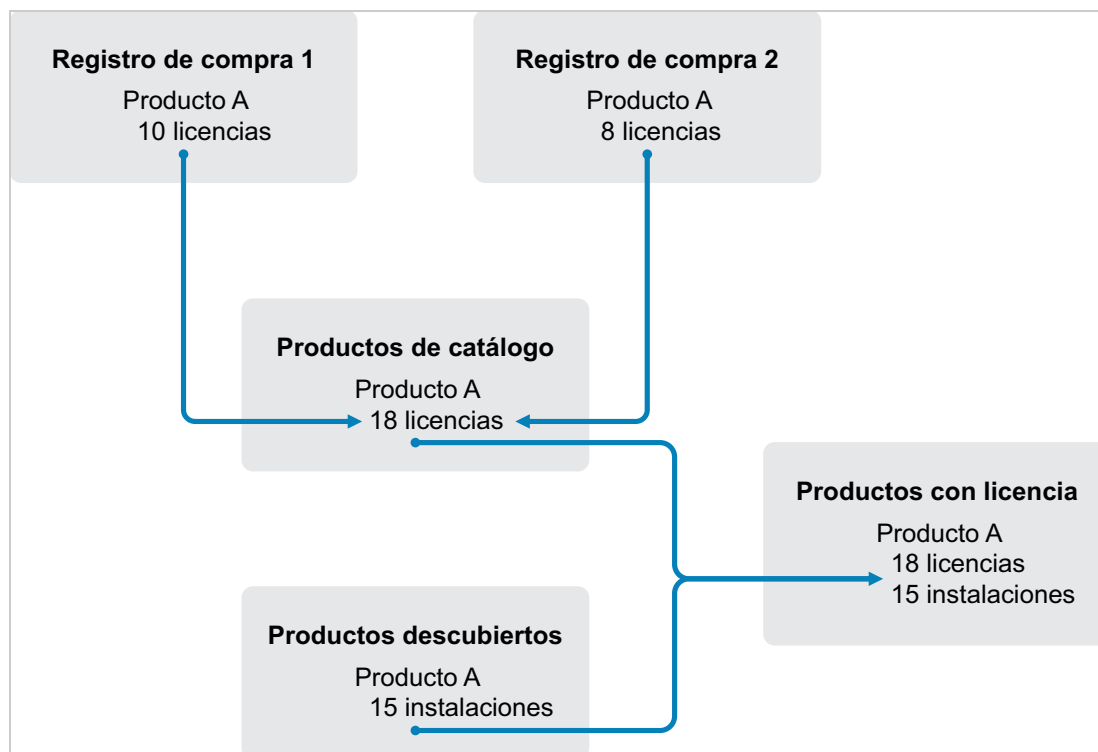 Registro de compra 1
Producto A
10 licencias
Registro de compra 2
Producto A
8 licencias
Productos de catálogo
Producto A
18 licencias
Productos con licencia
Producto A
18 licencias
15 instalaciones
Productos descubiertos
Producto A
15 instalaciones